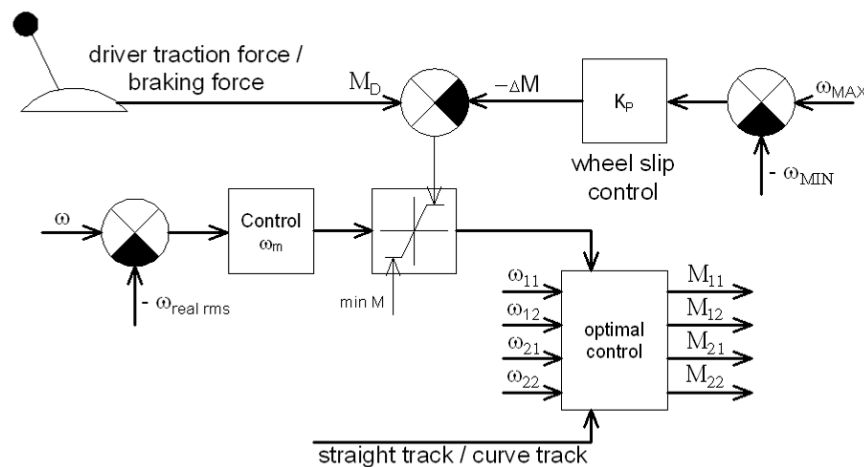 driver traction force /
braking force
M_D
−ΔM
K_P
ω_MAX
wheel slip
control
- ω_MIN
ω
Control
ω_m
- ω_real rms
min M
ω_11
ω_12
ω_21
ω_22
optimal
control
M_11
M_12
M_21
M_22
straight track / curve track